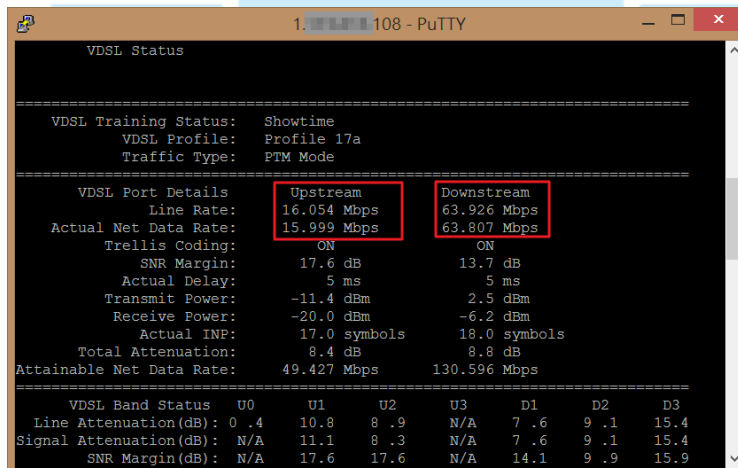 1. 108 - PuTTY
VDSL Status
VDSL Training Status: Showtime
VDSL Profile: Profile 17a
Traffic Type: PTM Mode
VDSL Port Details Upstream Downstream
Line Rate: 16.054 Mbps 63.926 Mbps
Actual Net Data Rate: 15.999 Mbps 63.807 Mbps
Trellis Coding: ON ON
SNR Margin: 17.6 dB 13.7 dB
Actual Delay: 5 ms 5 ms
Transmit Power: -11.4 dBm 2.5 dBm
Receive Power: -20.0 dBm -6.2 dBm
Actual INP: 17.0 symbols 18.0 symbols
Total Attenuation: 8.4 dB 8.8 dB
Attainable Net Data Rate: 49.427 Mbps 130.596 Mbps
VDSL Band Status U0 U1 U2 U3 D1 D2 D3
Line Attenuation(dB): 0 .4 10.8 8 .9 N/A 7 .6 9 .1 15.4
Signal Attenuation(dB): N/A 11.1 8 .3 N/A 7 .6 9 .1 15.4
SNR Margin(dB): N/A 17.6 17.6 N/A 14.1 9 .9 15.9